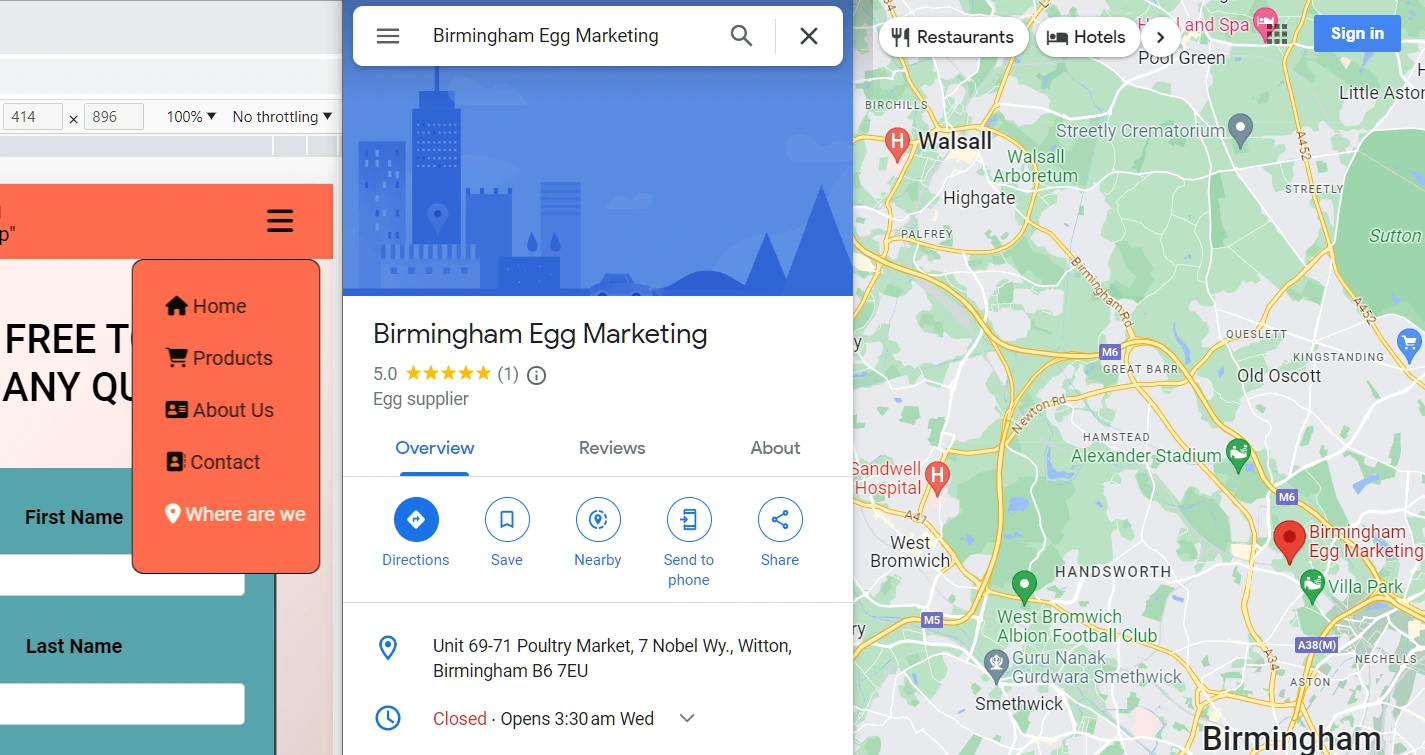 414 × 896 100% ▼ No throttling ▼
p"
FREE T
ANY QU
Home
Products
About Us
Contact
Where are we
First Name
Last Name
Birmingham Egg Marketing
Birmingham Egg Marketing
5.0 ★★★★★ (1)
Egg supplier
Overview Reviews About
Directions Save Nearby Send to phone Share
Unit 69-71 Poultry Market, 7 Nobel Wy., Witton,
Birmingham B6 7EU
Closed · Opens 3:30 am Wed
Restaurants Hotels Sign in
and Spa
Pool Green
Little Aston
BIRCHILLS
Walsall
Streetly Crematorium
A452
Walsall
Arboretum
Highgate
STREETLY
PALFREY
Sutton
Birmingham Rd
A452
QUESLETT
M6
KINGSTANDING
GREAT BARR
Old Oscott
Newton Rd
HAMSTEAD
Alexander Stadium
Sandwell
Hospital
M6
A41
West
Bromwich
Birmingham
Egg Marketing
HANDSWORTH
Villa Park
West Bromwich
Albion Football Club
M5
A38(M)
Guru Nanak
Gurdwara Smethwick
A34
NECHELLS
ASTON
Smethwick
Birmingham